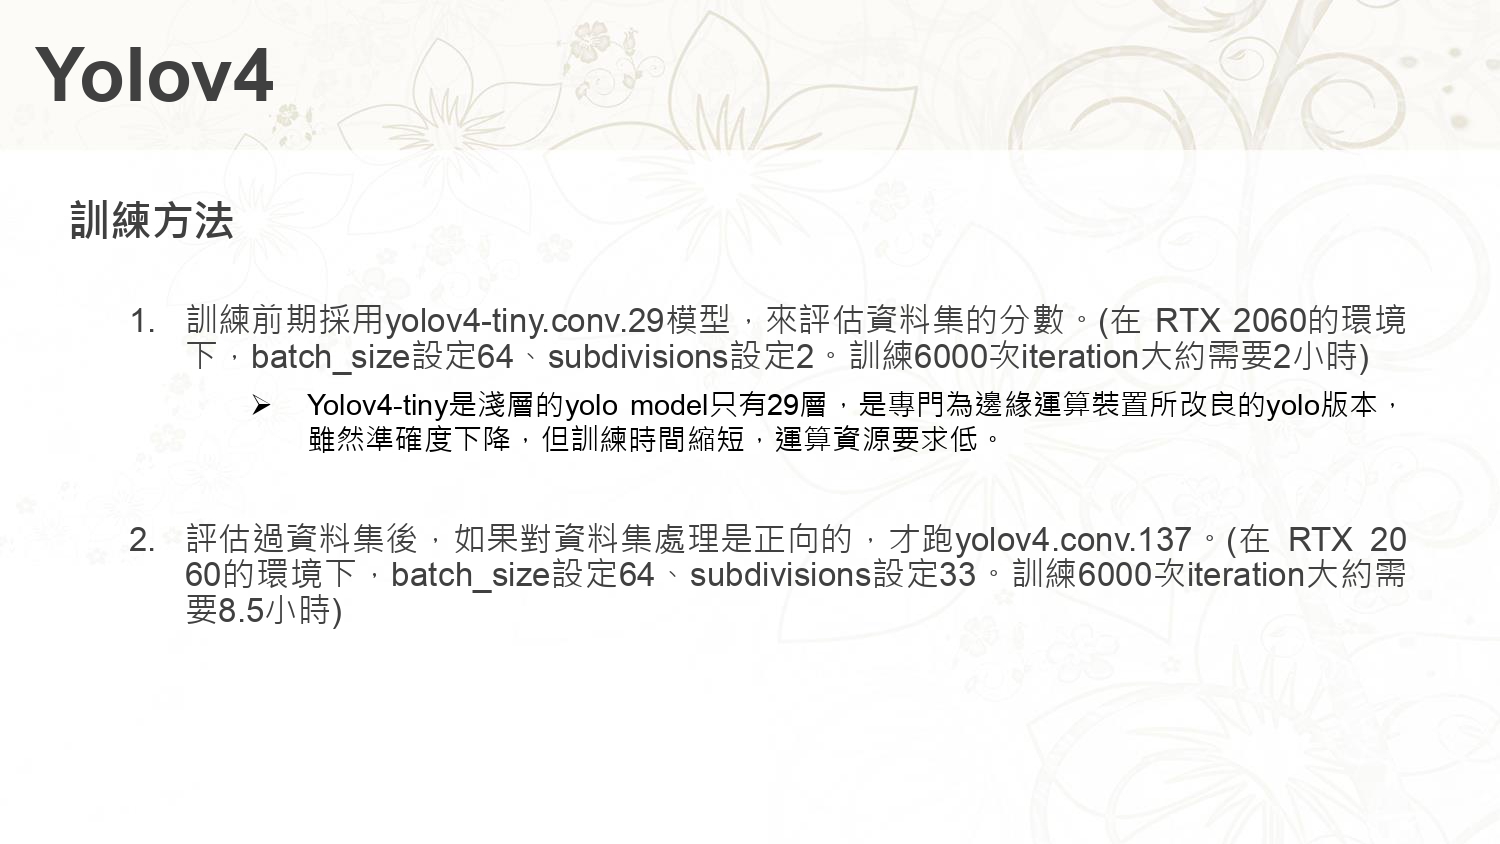 Yolov4
訓練方法
1. 訓練前期採用yolov4-tiny.conv.29模型，來評估資料集的分數。(在 RTX 2060的環境
下，batch_size設定64、subdivisions設定2。訓練6000次iteration大約需要2小時)
➢ Yolov4-tiny是淺層的yolo model只有29層，是專門為邊緣運算裝置所改良的yolo版本，
雖然準確度下降，但訓練時間縮短，運算資源要求低。
2. 評估過資料集後，如果對資料集處理是正向的，才跑yolov4.conv.137。(在 RTX 20
60的環境下，batch_size設定64、subdivisions設定33。訓練6000次iteration大約需
要8.5小時)